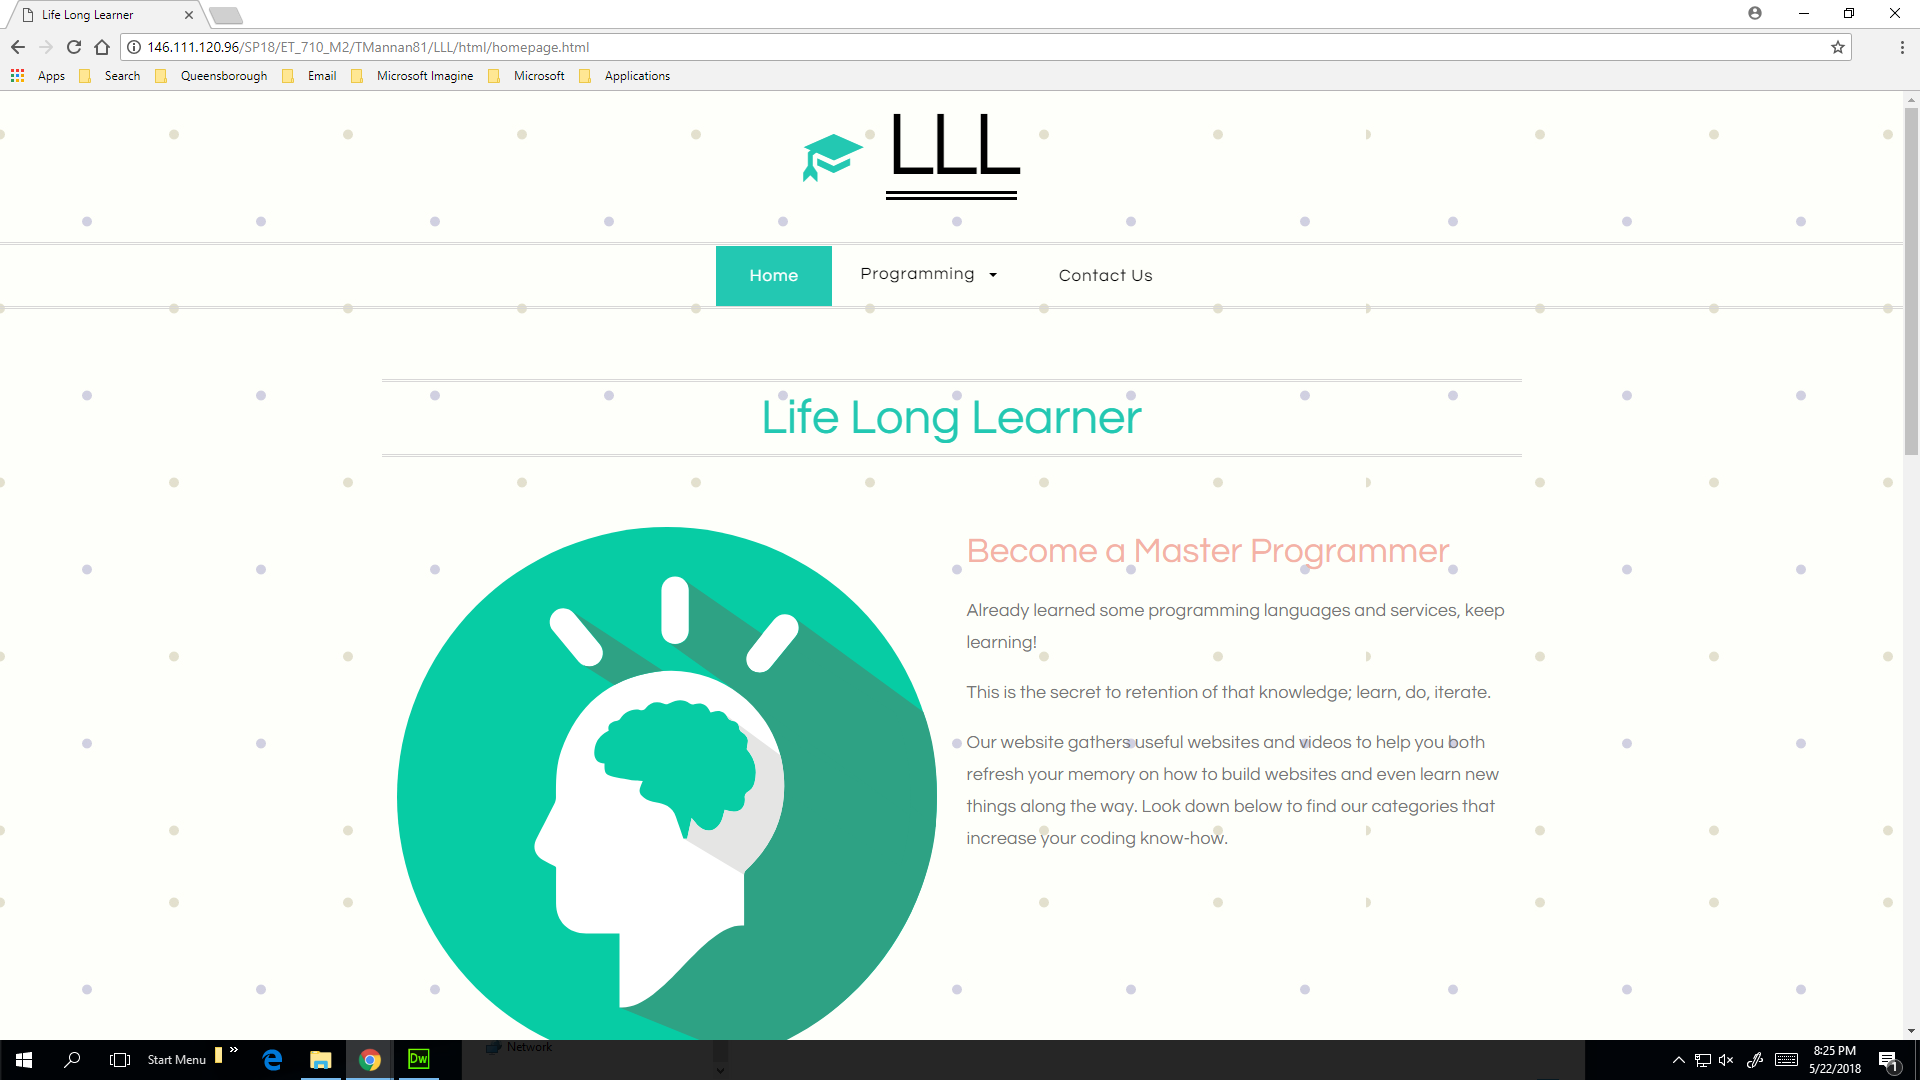 Life Long Learner
146.111.120.96/SP18/ET_710_M2/TMannan81/LLL/html/homepage.html
Apps Search Queensborough Email Microsoft Imagine Microsoft Applications
LLL
Home Programming Contact Us
Life Long Learner
Become a Master Programmer
Already learned some programming languages and services, keep
learning!
This is the secret to retention of that knowledge; learn, do, iterate.
Our website gathers useful websites and videos to help you both
refresh your memory on how to build websites and even learn new
things along the way. Look down below to find our categories that
increase your coding know-how.
Network
Start Menu » Dw 8:25 PM
5/22/2018 1